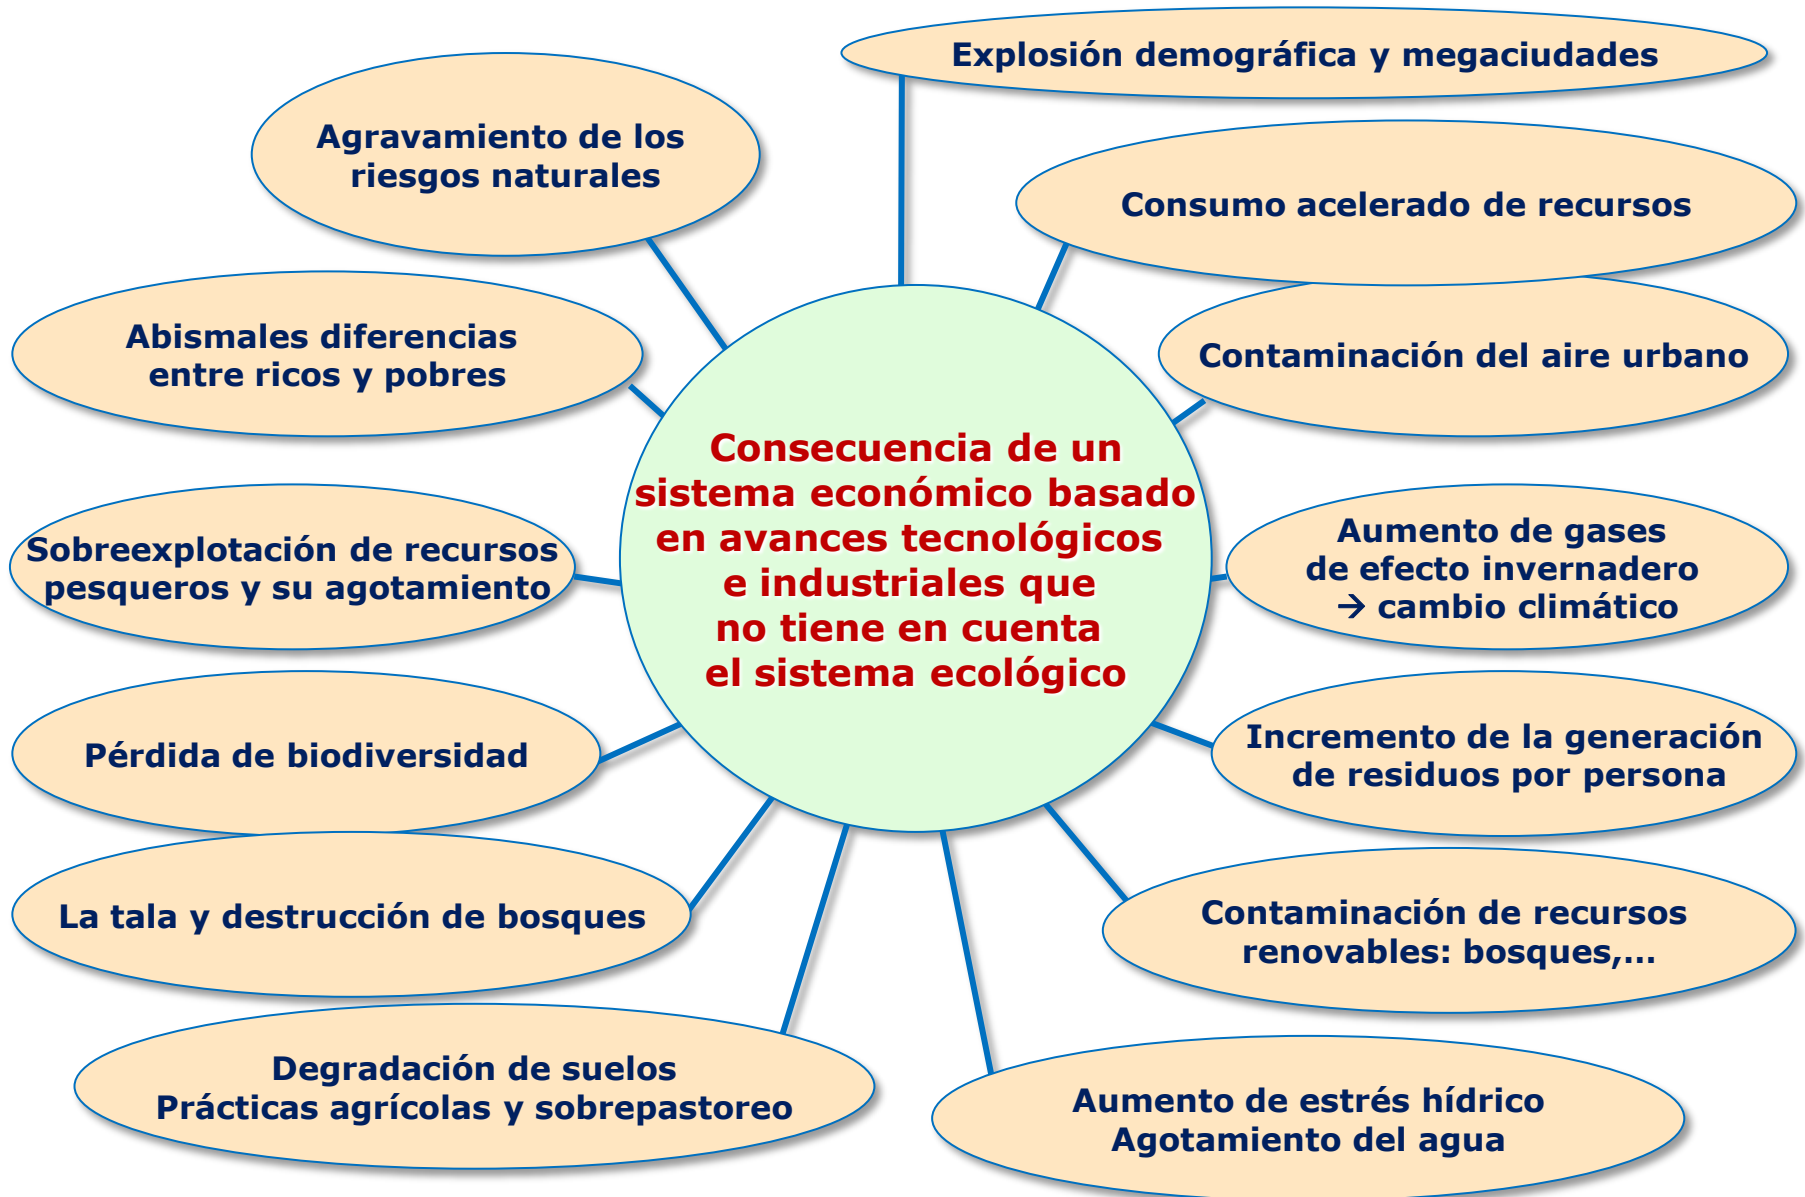 Explosión demográfica y megaciudades
Agravamiento de los
riesgos naturales
Consumo acelerado de recursos
Abismales diferencias
entre ricos y pobres
Contaminación del aire urbano
Consecuencia de un
sistema económico basado
en avances tecnológicos
e industriales que
no tiene en cuenta
el sistema ecológico
Sobreexplotación de recursos
pesqueros y su agotamiento
Aumento de gases
de efecto invernadero
→ cambio climático
Pérdida de biodiversidad
Incremento de la generación
de residuos por persona
La tala y destrucción de bosques
Contaminación de recursos
renovables: bosques,…
Degradación de suelos
Prácticas agrícolas y sobrepastoreo
Aumento de estrés hídrico
Agotamiento del agua